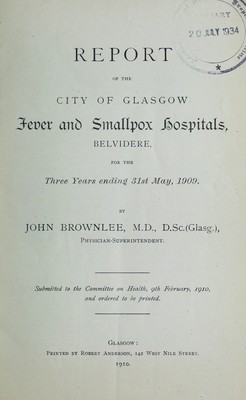 20 JULY 1934
REPORT
OF THE
CITY OF GLASGOW
Fever and Smallpox Hospitals,
BELVIDERE,
FOR THE
Three Years ending 31st May, 1909.
BY
JOHN BROWNLEE, M.D., D.Sc.(Glasg.),
PHYSICIAN-SUPERINTENDENT.
Submitted to the Committee on Health, 9th February, 1910,
and ordered to be printed.
GLASGOW:
PRINTED BY ROBERT ANDERSON, 142 WEST NILE STREET.
1910.